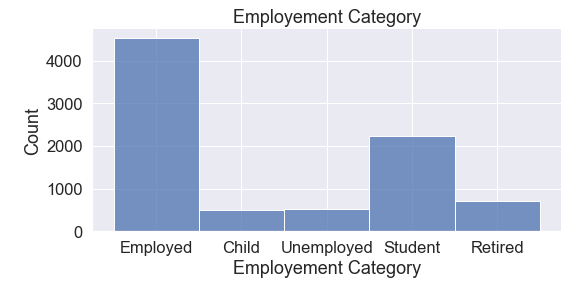 Employement Category
Count
4000
3000
2000
1000
0
Employed Child Unemployed Student Retired
Employement Category